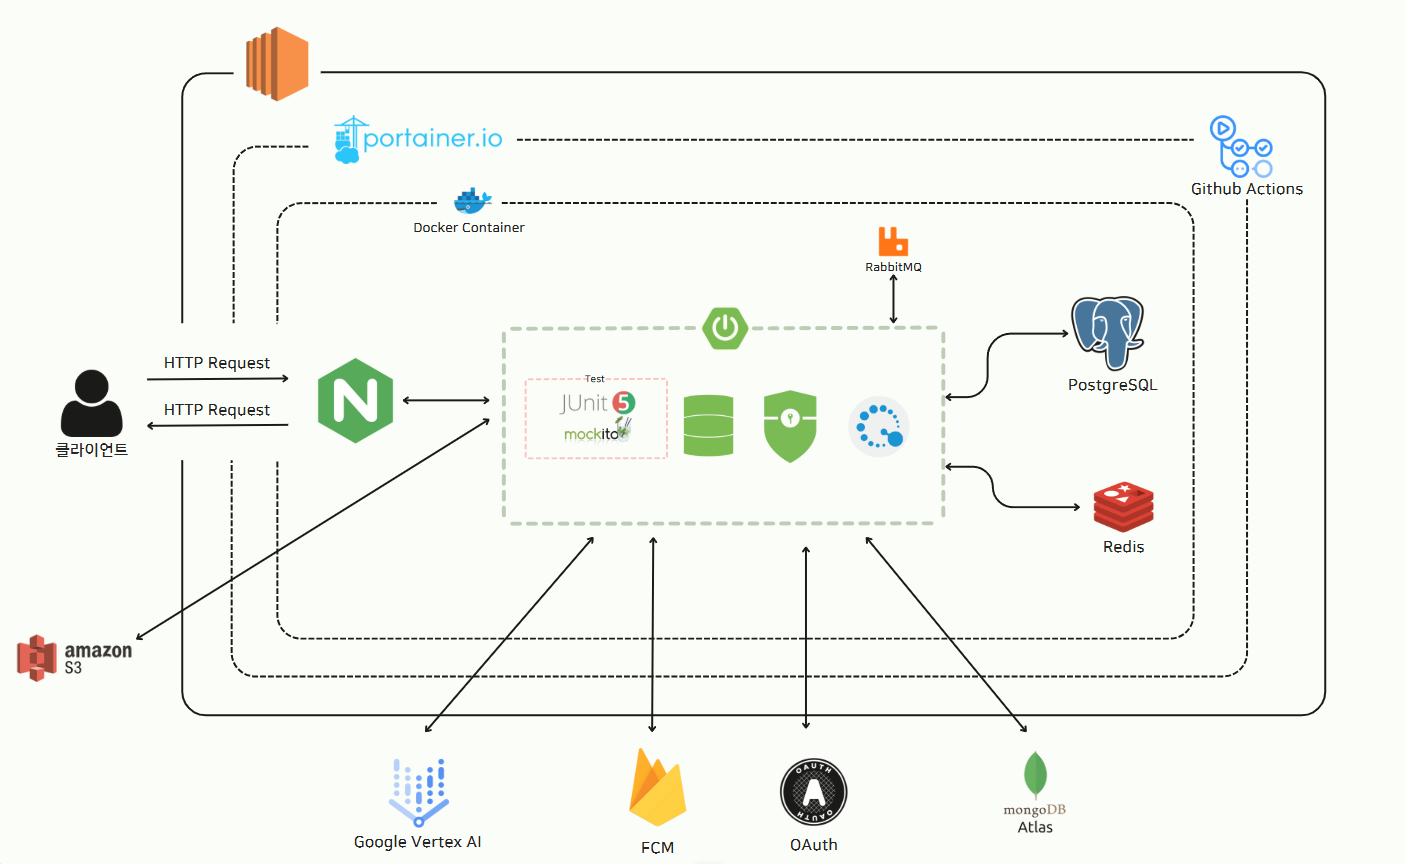 portainer.io
Github Actions
Docker Container
RabbitMQ
HTTP Request
HTTP Request
클라이언트
N
Test
JUnit 5
mockito
PostgreSQL
Redis
amazon
S3
Google Vertex AI
FCM
OAUTH
A
OAUTH
OAuth
mongoDB
Atlas